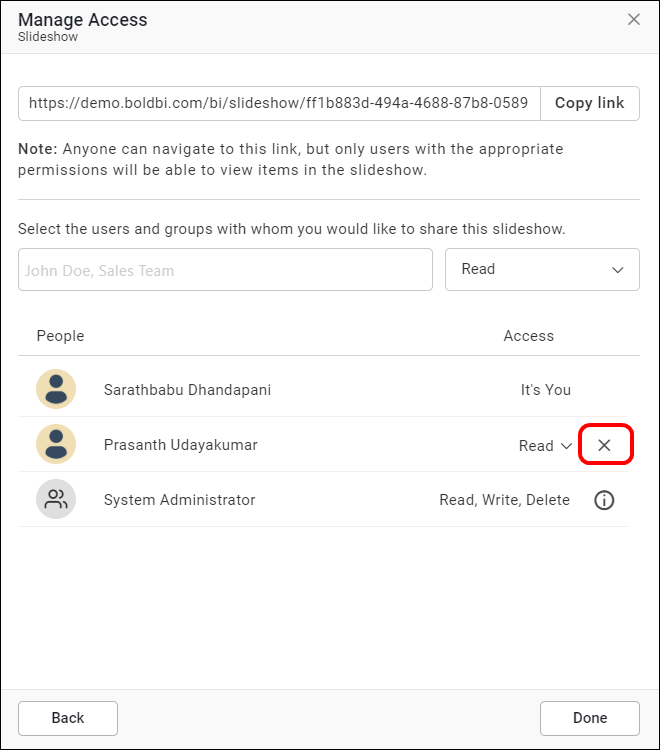 Manage Access
Slideshow
https://demo.boldbi.com/bi/slideshow/ff1b883d-494a-4688-87b8-0589 Copy link
Note: Anyone can navigate to this link, but only users with the appropriate
permissions will be able to view items in the slideshow.
Select the users and groups with whom you would like to share this slideshow.
John Doe, Sales Team Read
People Access
Sarathbabu Dhandapani It's You
Prasanth Udayakumar Read
System Administrator Read, Write, Delete
Back Done